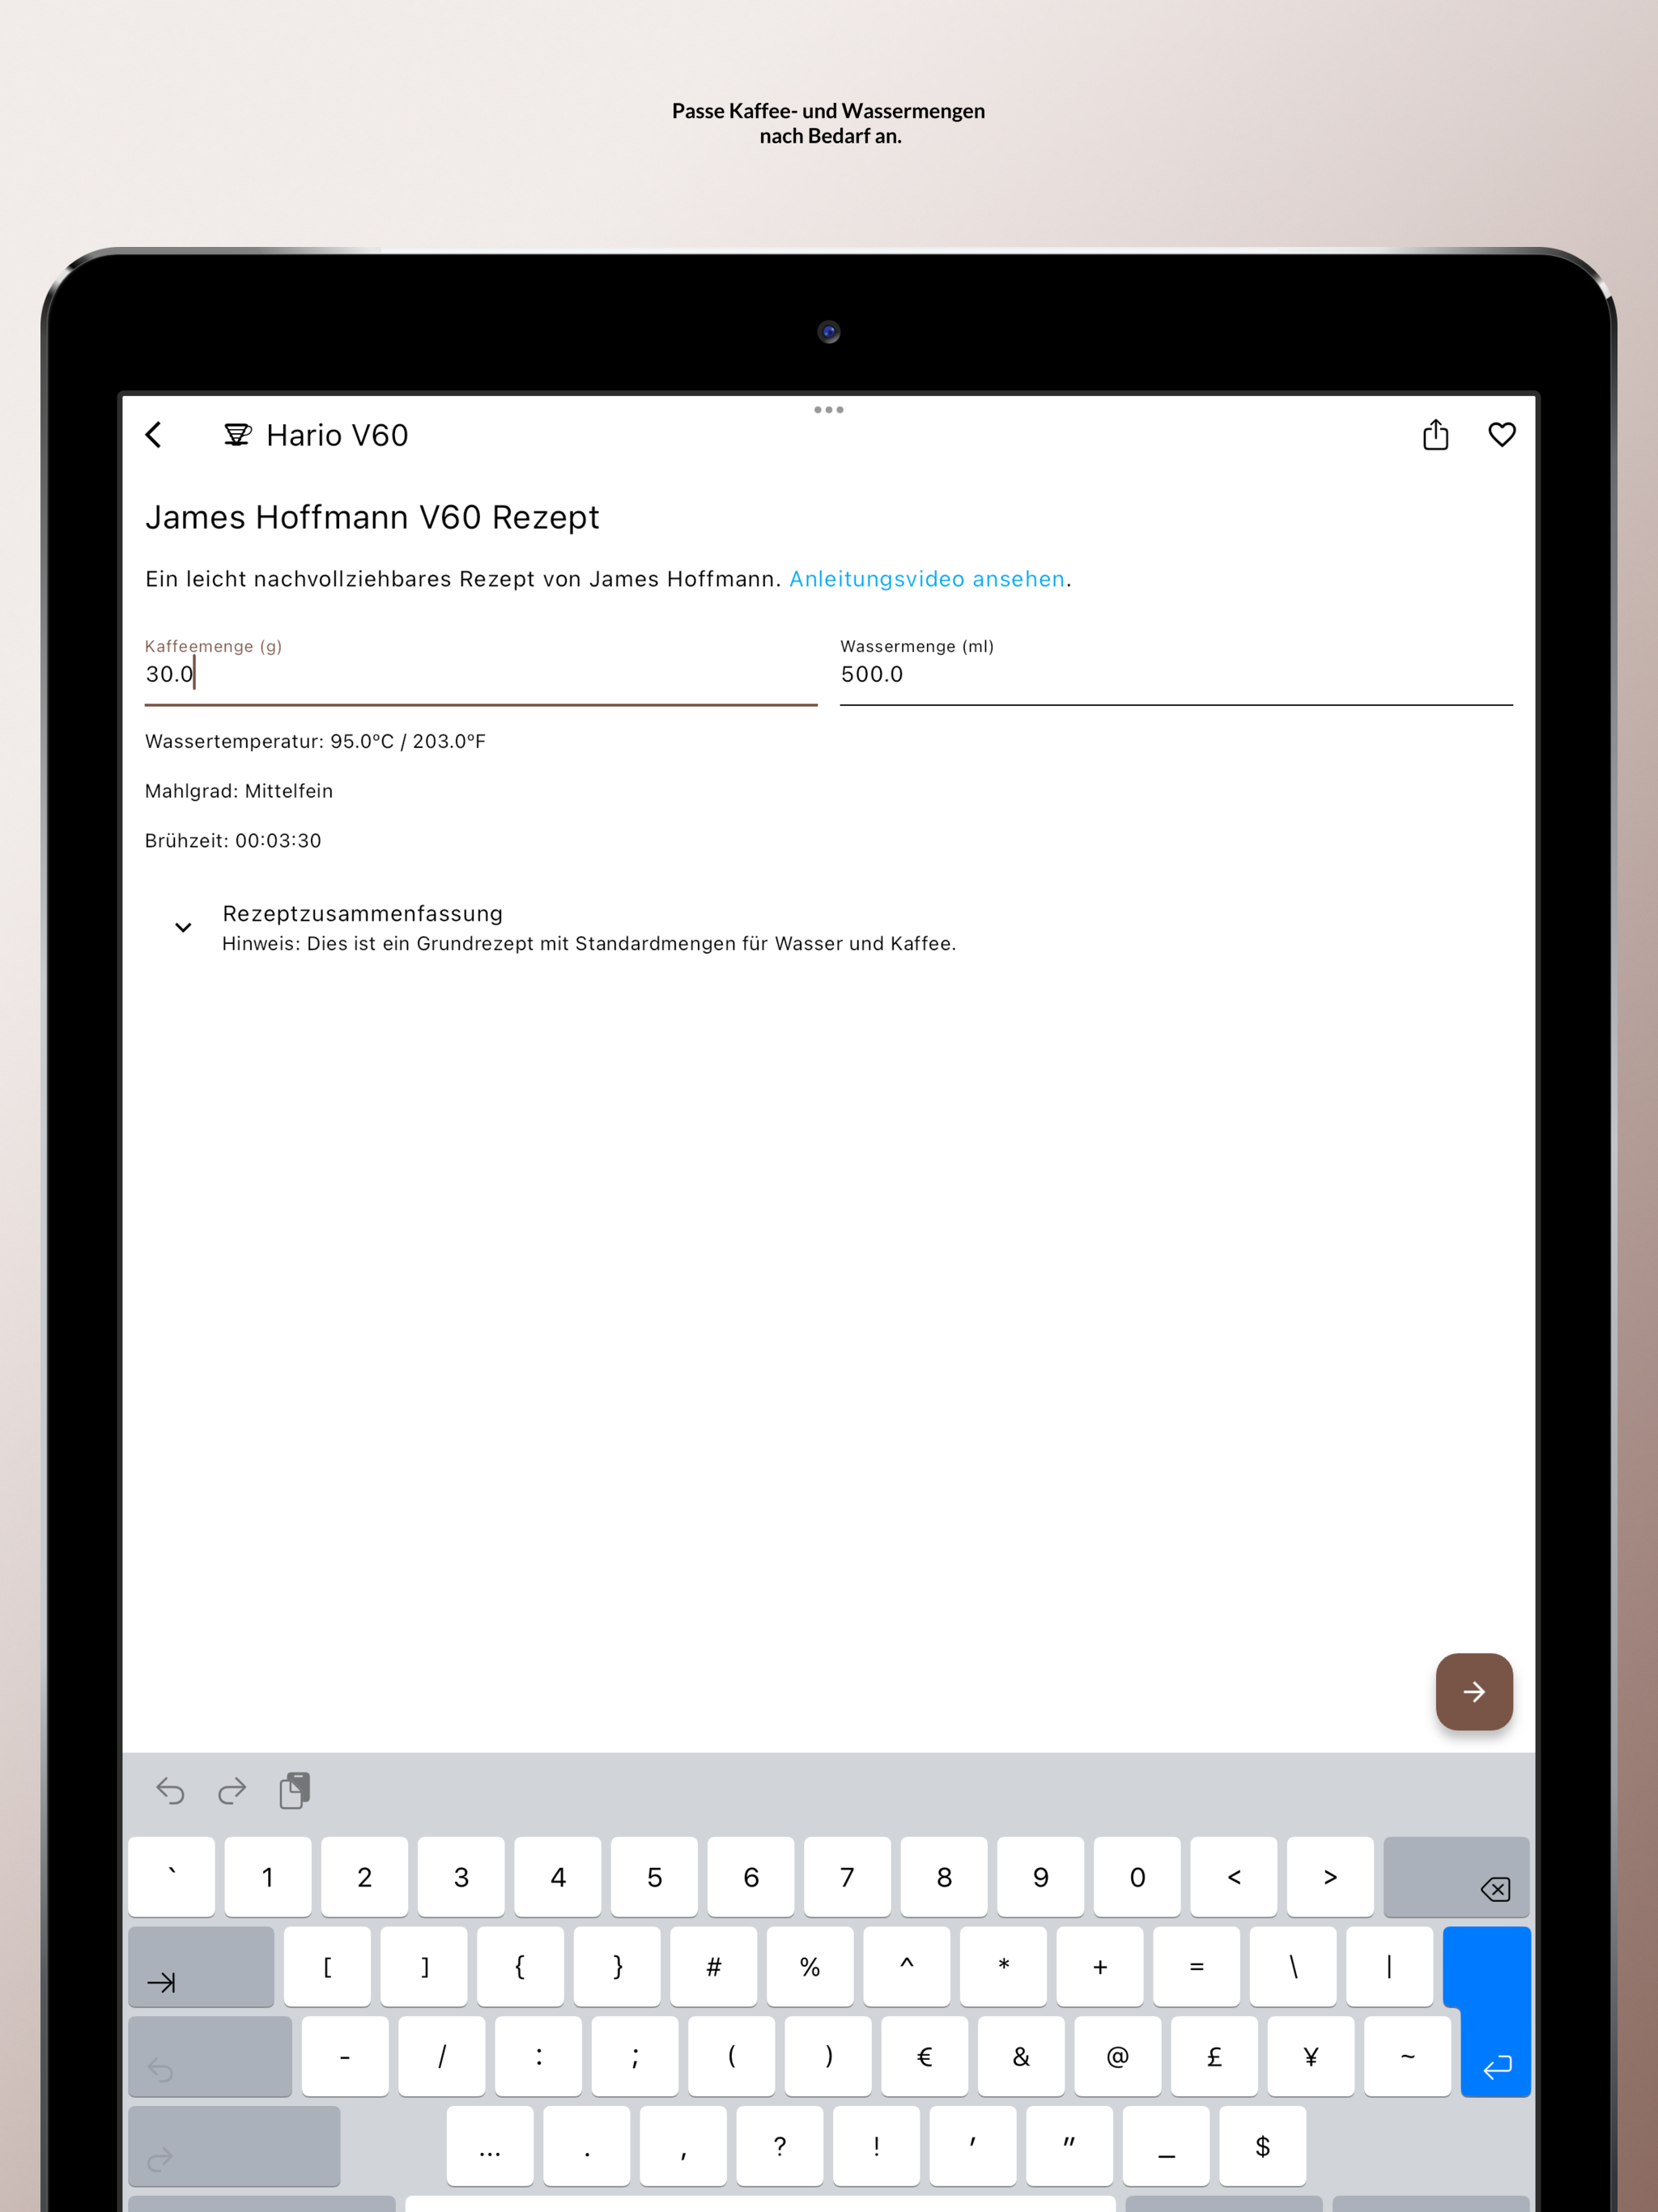 Passe Kaffee- und Wassermengen
nach Bedarf an.
Hario V60
James Hoffmann V60 Rezept
Ein leicht nachvollziehbares Rezept von James Hoffmann. Anleitungsvideo ansehen.
Kaffeemenge (g)
30.0
Wassermenge (ml)
500.0
Wassertemperatur: 95.0ºC / 203.0ºF
Mahlgrad: Mittelfein
Brühzeit: 00:03:30
Rezeptzusammenfassung
Hinweis: Dies ist ein Grundrezept mit Standardmengen für Wasser und Kaffee.
` 1 2 3 4 5 6 7 8 9 0 < >
[ ] { } # % ^ * + = \ |
- / : ; ( ) € & @ £ ¥ ~
... . , ? ! ' " _ $